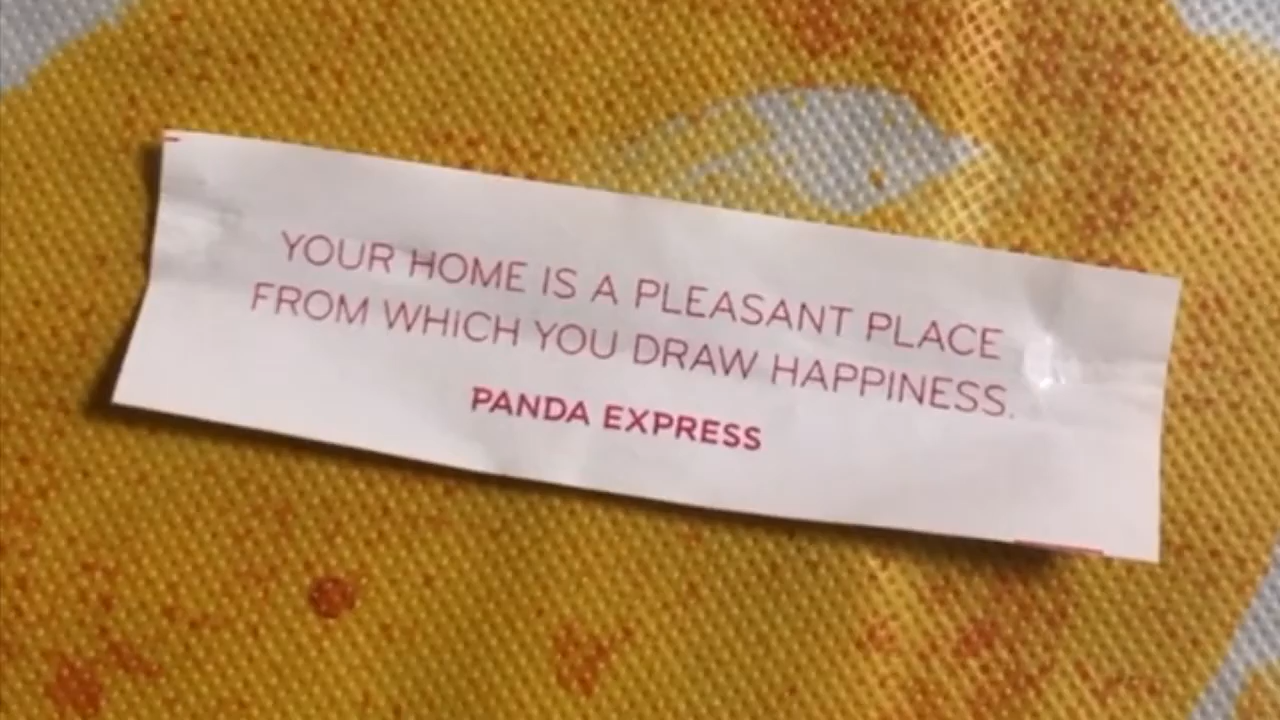 YOUR HOME IS A PLEASANT PLACE
FROM WHICH YOU DRAW HAPPINESS.
PANDA EXPRESS